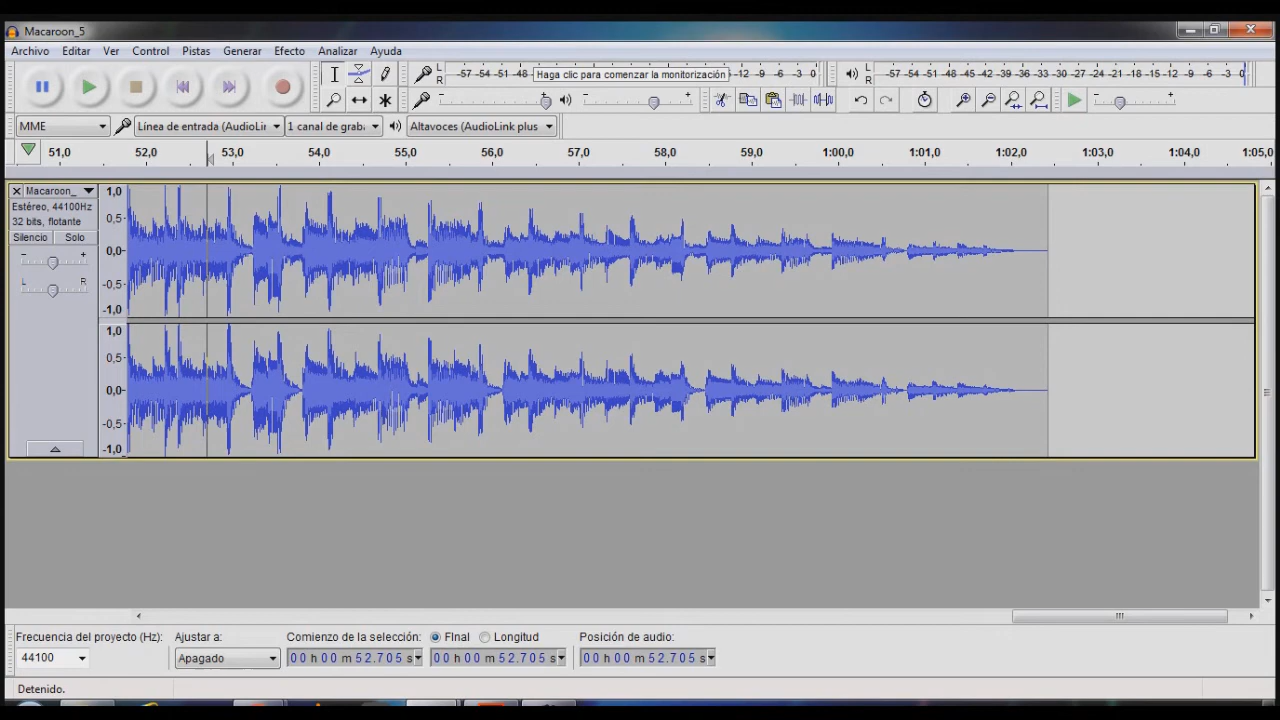 Macaroon_5
Archivo Editar Ver Control Pistas Generar Efecto Analizar Ayuda
L
R
-57 -54 -51 -48 Haga clic para comenzar la monitorización -12 -9 -6 -3 0
L
R
-57 -54 -51 -48 -45 -42 -39 -36 -33 -30 -27 -24 -21 -18 -15 -12 -9 -6 -3 0
- + - + - +
MME Línea de entrada (AudioLir 1 canal de graba Altavoces (AudioLink plus
51,0 52,0 53,0 54,0 55,0 56,0 57,0 58,0 59,0 1:00,0 1:01,0 1:02,0 1:03,0 1:04,0 1:05,0
Macaroon_
Estéreo, 44100Hz
32 bits, flotante
Silencio Solo
- +
L R
1,0
0,5
0,0
-0,5
-1,0
1,0
0,5
0,0
-0,5
-1,0
Frecuencia del proyecto (Hz): Ajustar a: Comienzo de la selección: FInal Longitud Posición de audio:
44100 Apagado 00 h 00 m 52.705 s 00 h 00 m 52.705 s 00 h 00 m 52.705 s
Detenido.